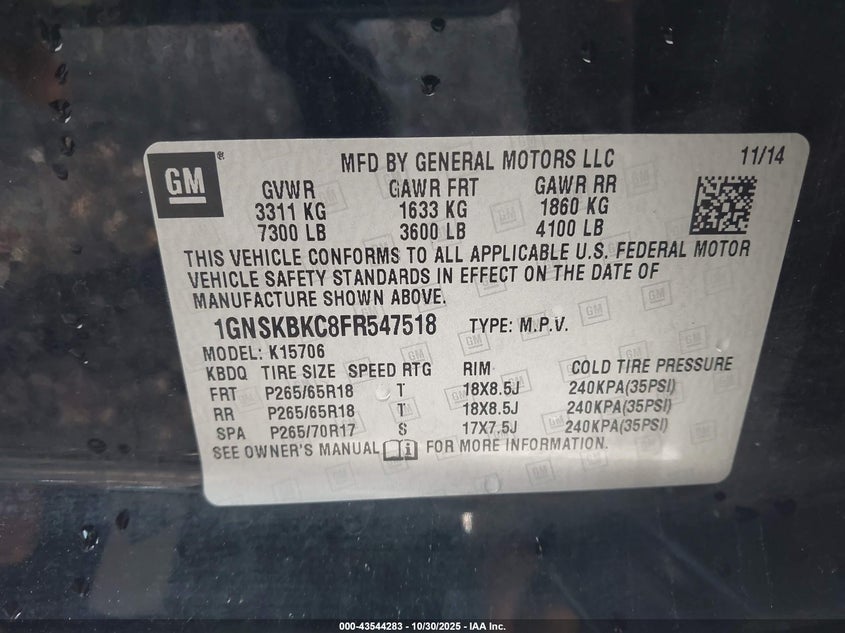 GM ®
MFD BY GENERAL MOTORS LLC 11/14
GVWR GAWR FRT GAWR RR
3311 KG 1633 KG 1860 KG
7300 LB 3600 LB 4100 LB
THIS VEHICLE CONFORMS TO ALL APPLICABLE U.S. FEDERAL MOTOR
VEHICLE SAFETY STANDARDS IN EFFECT ON THE DATE OF
MANUFACTURE SHOWN ABOVE.
1GNSKBKC8FR547518 TYPE: M.P.V.
MODEL: K15706
KBDQ TIRE SIZE SPEED RTG RIM COLD TIRE PRESSURE
FRT P265/65R18 T 18X8.5J 240KPA(35PSI)
RR P265/65R18 T 18X8.5J 240KPA(35PSI)
SPA P265/70R17 S 17X7.5J 240KPA(35PSI)
SEE OWNER'S MANUAL FOR MORE INFORMATION.
000-43544283 - 10/30/2025 - IAA Inc.